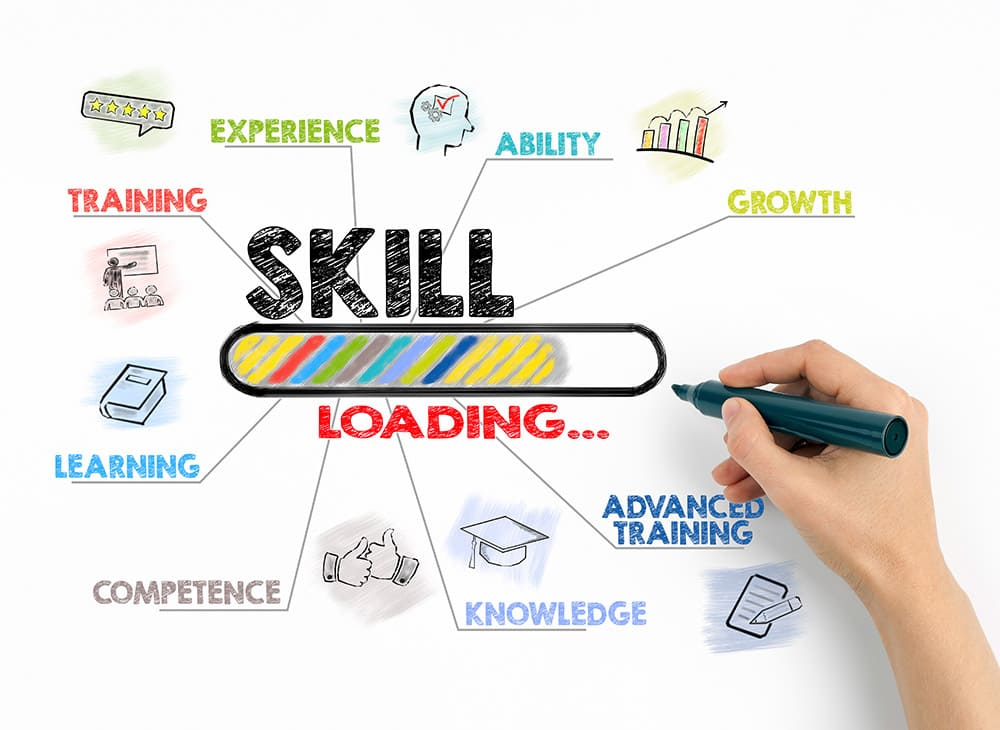 EXPERIENCE
ABILITY
TRAINING
GROWTH
SKILL
LOADING...
LEARNING
ADVANCED
TRAINING
COMPETENCE
KNOWLEDGE